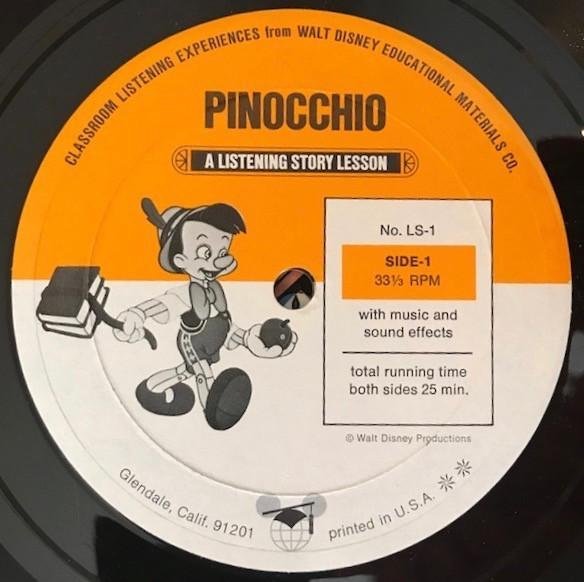 CLASSROOM LISTENING EXPERIENCES from WALT DISNEY EDUCATIONAL MATERIALS CO.
PINOCCHIO
A LISTENING STORY LESSON
No. LS-1
SIDE-1
33⅓ RPM
with music and
sound effects
total running time
both sides 25 min.
© Walt Disney Productions
Glendale, Calif. 91201
printed in U.S.A. **